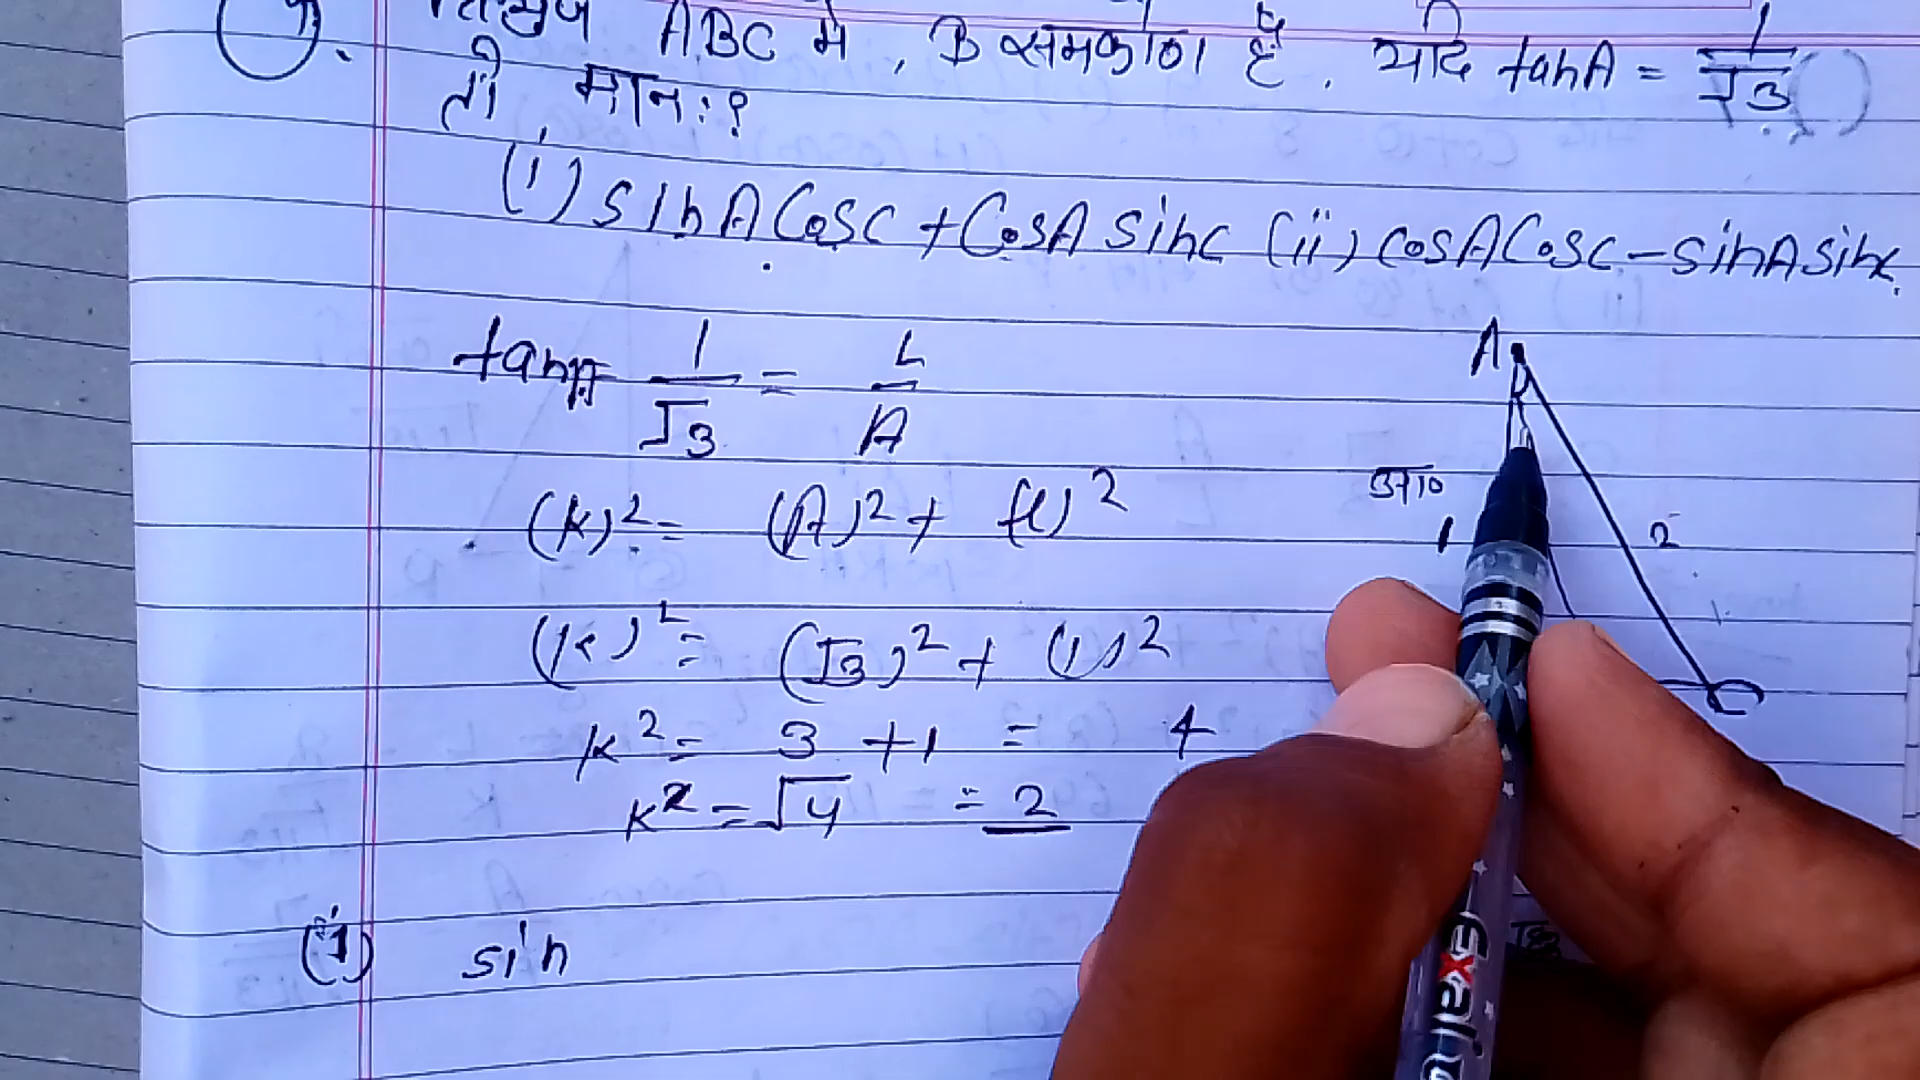 त्रिभुज ABC में, B समकोण है. यदि tanA = 1/√3
तो मान:?
(i) sinA CosC + CosA sinC (ii) cosA CosC - sinA sinC.
tanA = 1/√3 = L/A
(K)² = (A)² + (L)²
(K)² = (√3)² + (1)²
K² = 3 + 1 = 4
K² = √4 = 2
(i) sin
A
1
2
C
Exalin